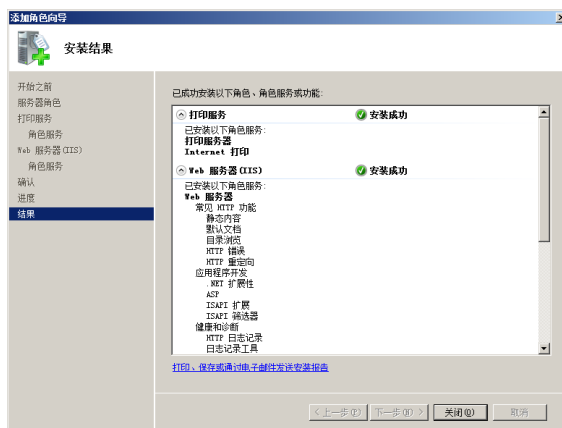 添加角色向导
安装结果
开始之前
服务器角色
打印服务
角色服务
Web 服务器(IIS)
角色服务
确认
进度
结果
已成功安装以下角色、角色服务或功能:
打印服务 安装成功
已安装以下角色服务:
打印服务器
Internet 打印
Web 服务器(IIS) 安装成功
已安装以下角色服务:
Web 服务器
常见 HTTP 功能
静态内容
默认文档
目录浏览
HTTP 错误
HTTP 重定向
应用程序开发
.NET 扩展性
ASP
ISAPI 扩展
ISAPI 筛选器
健康和诊断
HTTP 日志记录
日志记录工具
打印、保存或通过电子邮件发送安装报告
< 上一步(P) 下一步(N) > 关闭(O) 取消